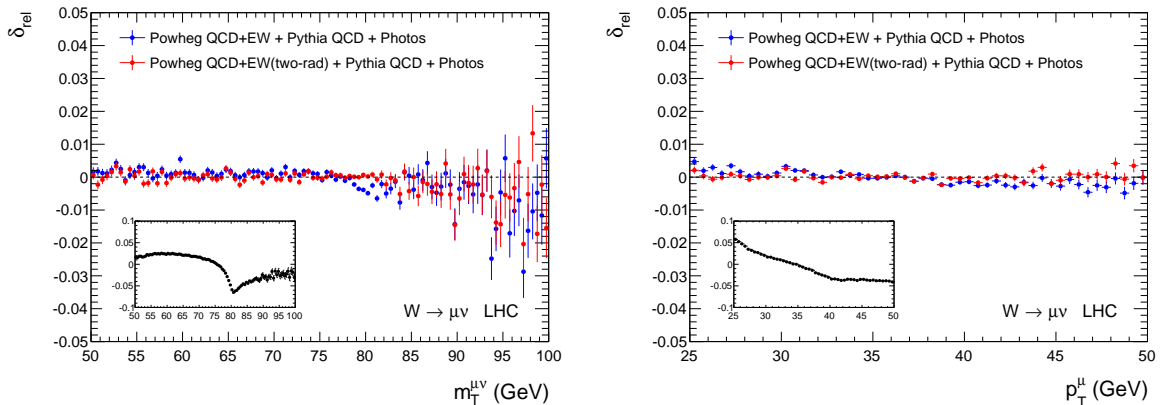 δrel
0.05
0.04
0.03
0.02
0.01
0
-0.01
-0.02
-0.03
-0.04
-0.05
Powheg QCD+EW + Pythia QCD + Photos
Powheg QCD+EW(two-rad) + Pythia QCD + Photos
0.1
0.05
0
-0.05
-0.1
50 55 60 65 70 75 80 85 90 95 100
W → μν LHC
50 55 60 65 70 75 80 85 90 95 100
m_T^μν (GeV)
δrel
0.05
0.04
0.03
0.02
0.01
0
-0.01
-0.02
-0.03
-0.04
-0.05
Powheg QCD+EW + Pythia QCD + Photos
Powheg QCD+EW(two-rad) + Pythia QCD + Photos
0.1
0.05
0
-0.05
-0.1
25 30 35 40 45 50
W → μν LHC
25 30 35 40 45 50
p_T^μ (GeV)